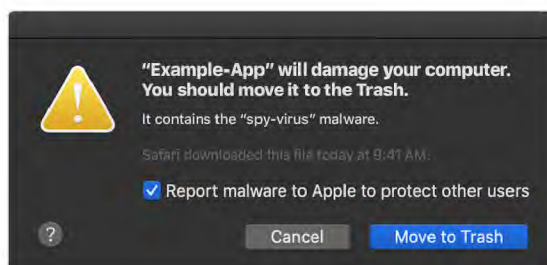 “Example-App” will damage your computer.
You should move it to the Trash.
It contains the “spy-virus” malware.
Safari downloaded this file today at 9:41 AM.
Report malware to Apple to protect other users
?
Cancel
Move to Trash